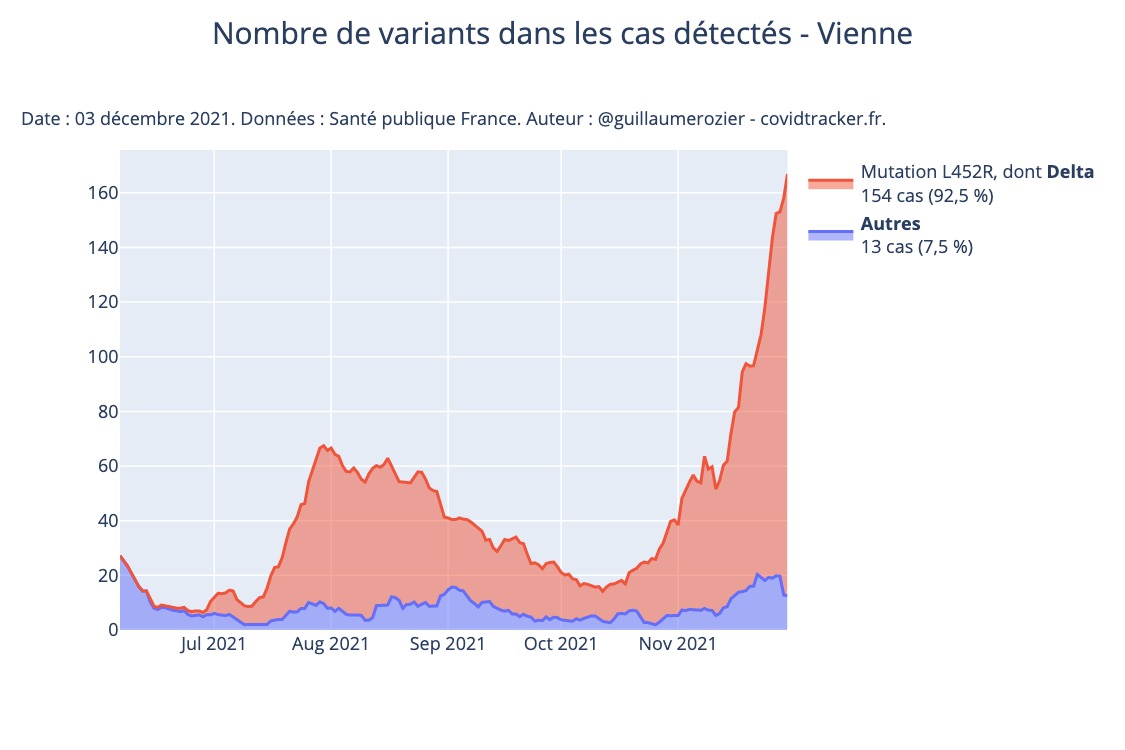 Nombre de variants dans les cas détectés - Vienne
Date : 03 décembre 2021. Données : Santé publique France. Auteur : @guillaumerozier - covidtracker.fr.
Mutation L452R, dont Delta
154 cas (92,5 %)
Autres
13 cas (7,5 %)
160
140
120
100
80
60
40
20
0
Jul 2021
Aug 2021
Sep 2021
Oct 2021
Nov 2021